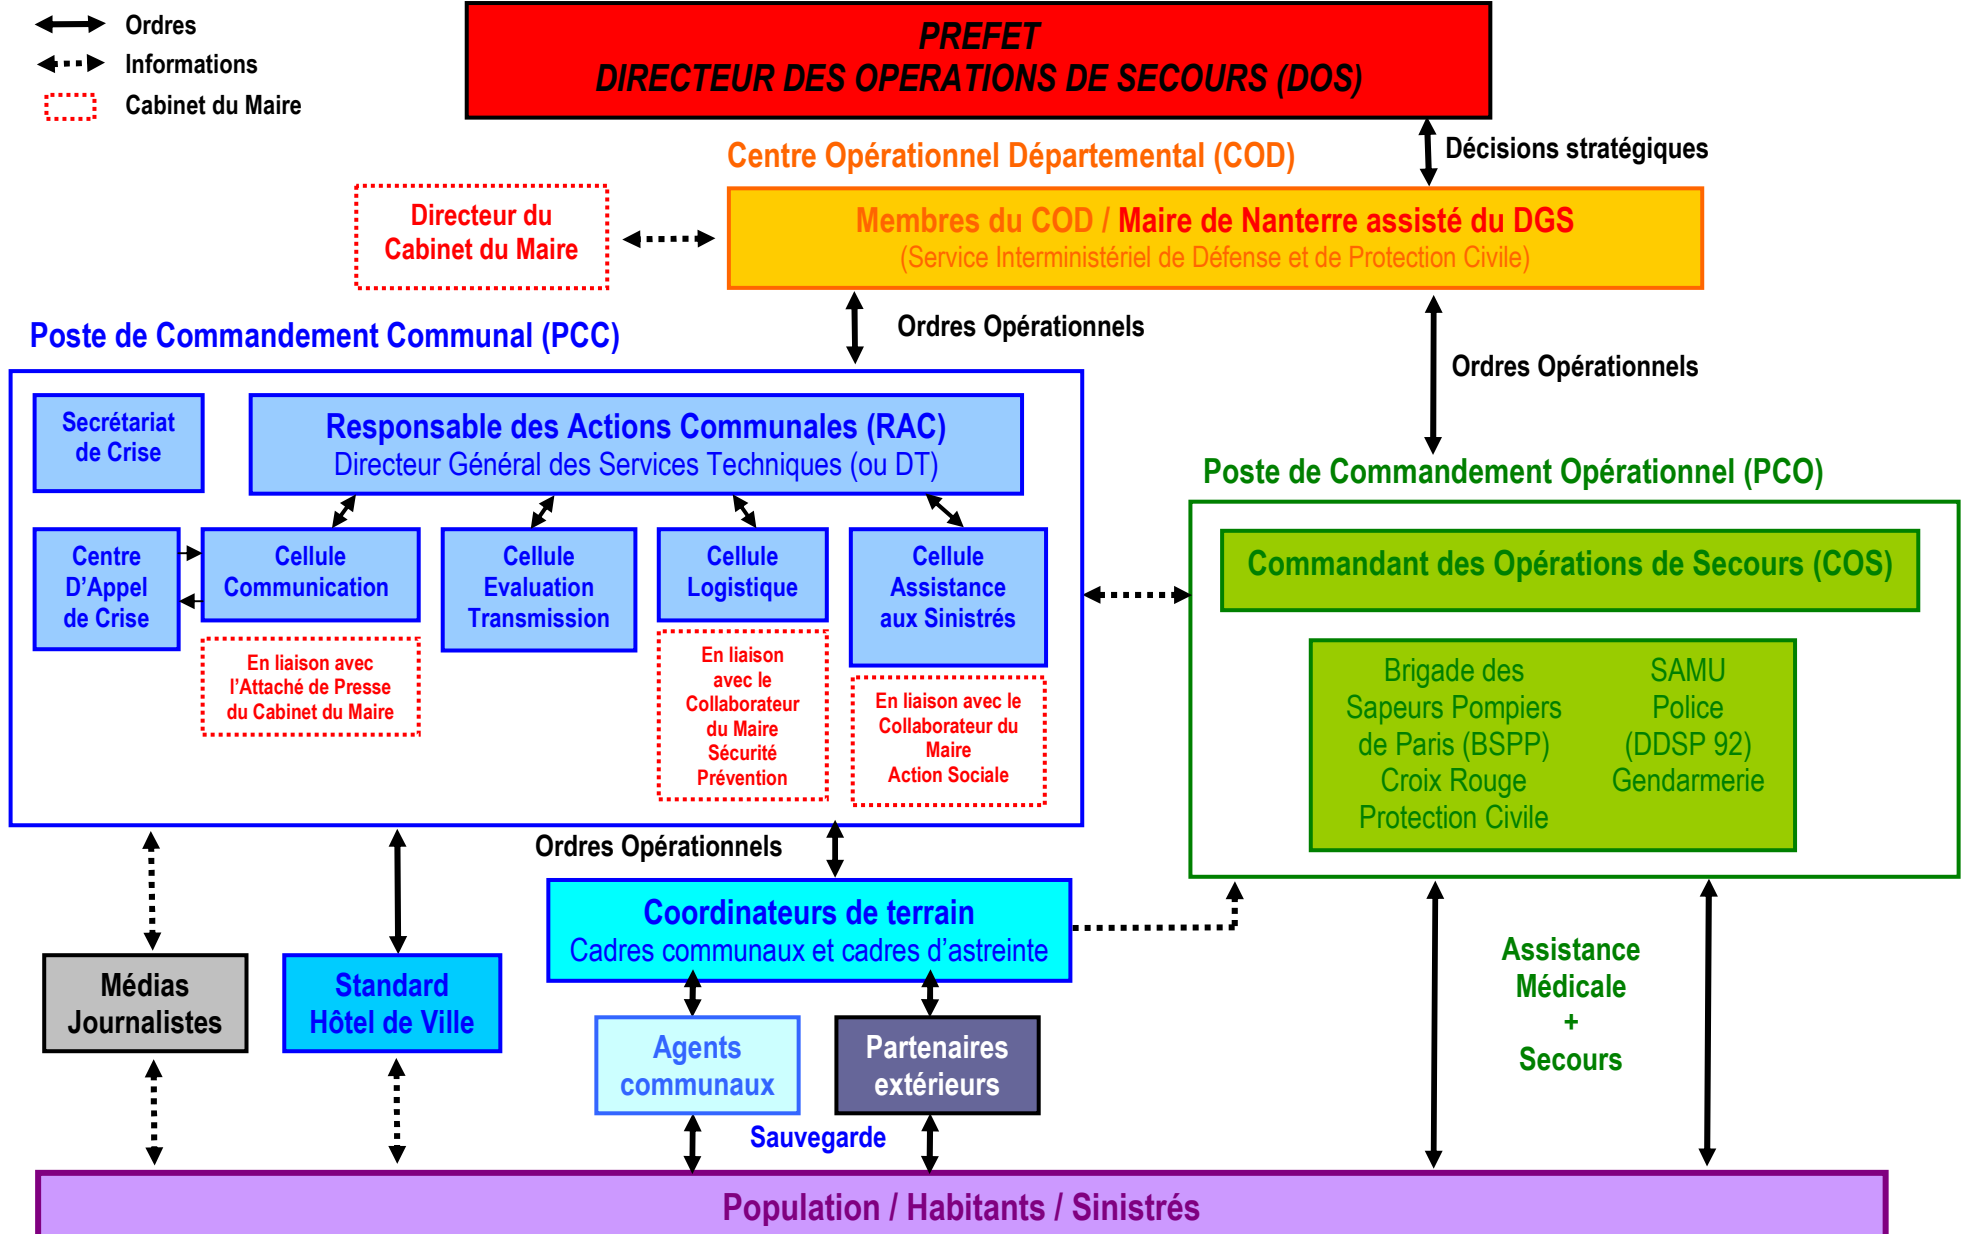 Ordres
Informations
Cabinet du Maire
PREFET
DIRECTEUR DES OPERATIONS DE SECOURS (DOS)
Décisions stratégiques
Centre Opérationnel Départemental (COD)
Directeur du
Cabinet du Maire
Membres du COD / Maire de Nanterre assisté du DGS
(Service Interministériel de Défense et de Protection Civile)
Ordres Opérationnels
Ordres Opérationnels
Poste de Commandement Communal (PCC)
Secrétariat
de Crise
Responsable des Actions Communales (RAC)
Directeur Général des Services Techniques (ou DT)
Centre
D’Appel
de Crise
Cellule
Communication
Cellule
Evaluation
Transmission
Cellule
Logistique
Cellule
Assistance
aux Sinistrés
En liaison avec
l’Attaché de Presse
du Cabinet du Maire
En liaison
avec le
Collaborateur
du Maire
Sécurité
Prévention
En liaison avec le
Collaborateur du
Maire
Action Sociale
Poste de Commandement Opérationnel (PCO)
Commandant des Opérations de Secours (COS)
Brigade des
Sapeurs Pompiers
de Paris (BSPP)
Croix Rouge
Protection Civile
SAMU
Police
(DDSP 92)
Gendarmerie
Ordres Opérationnels
Coordinateurs de terrain
Cadres communaux et cadres d’astreinte
Médias
Journalistes
Standard
Hôtel de Ville
Agents
communaux
Partenaires
extérieurs
Assistance
Médicale
+
Secours
Sauvegarde
Population / Habitants / Sinistrés